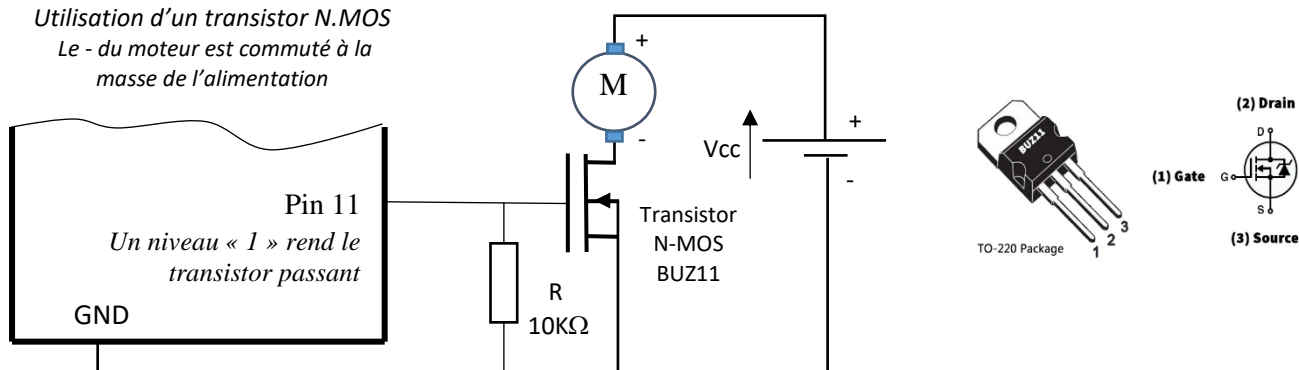 Utilisation d’un transistor N.MOS
Le - du moteur est commuté à la
masse de l’alimentation
Pin 11
Un niveau « 1 » rend le
transistor passant
GND
R
10KΩ
+
M
-
Transistor
N-MOS
BUZ11
Vcc
+
-
BUZ11
1
2
3
TO-220 Package
(2) Drain
D
(1) Gate
G
S
(3) Source